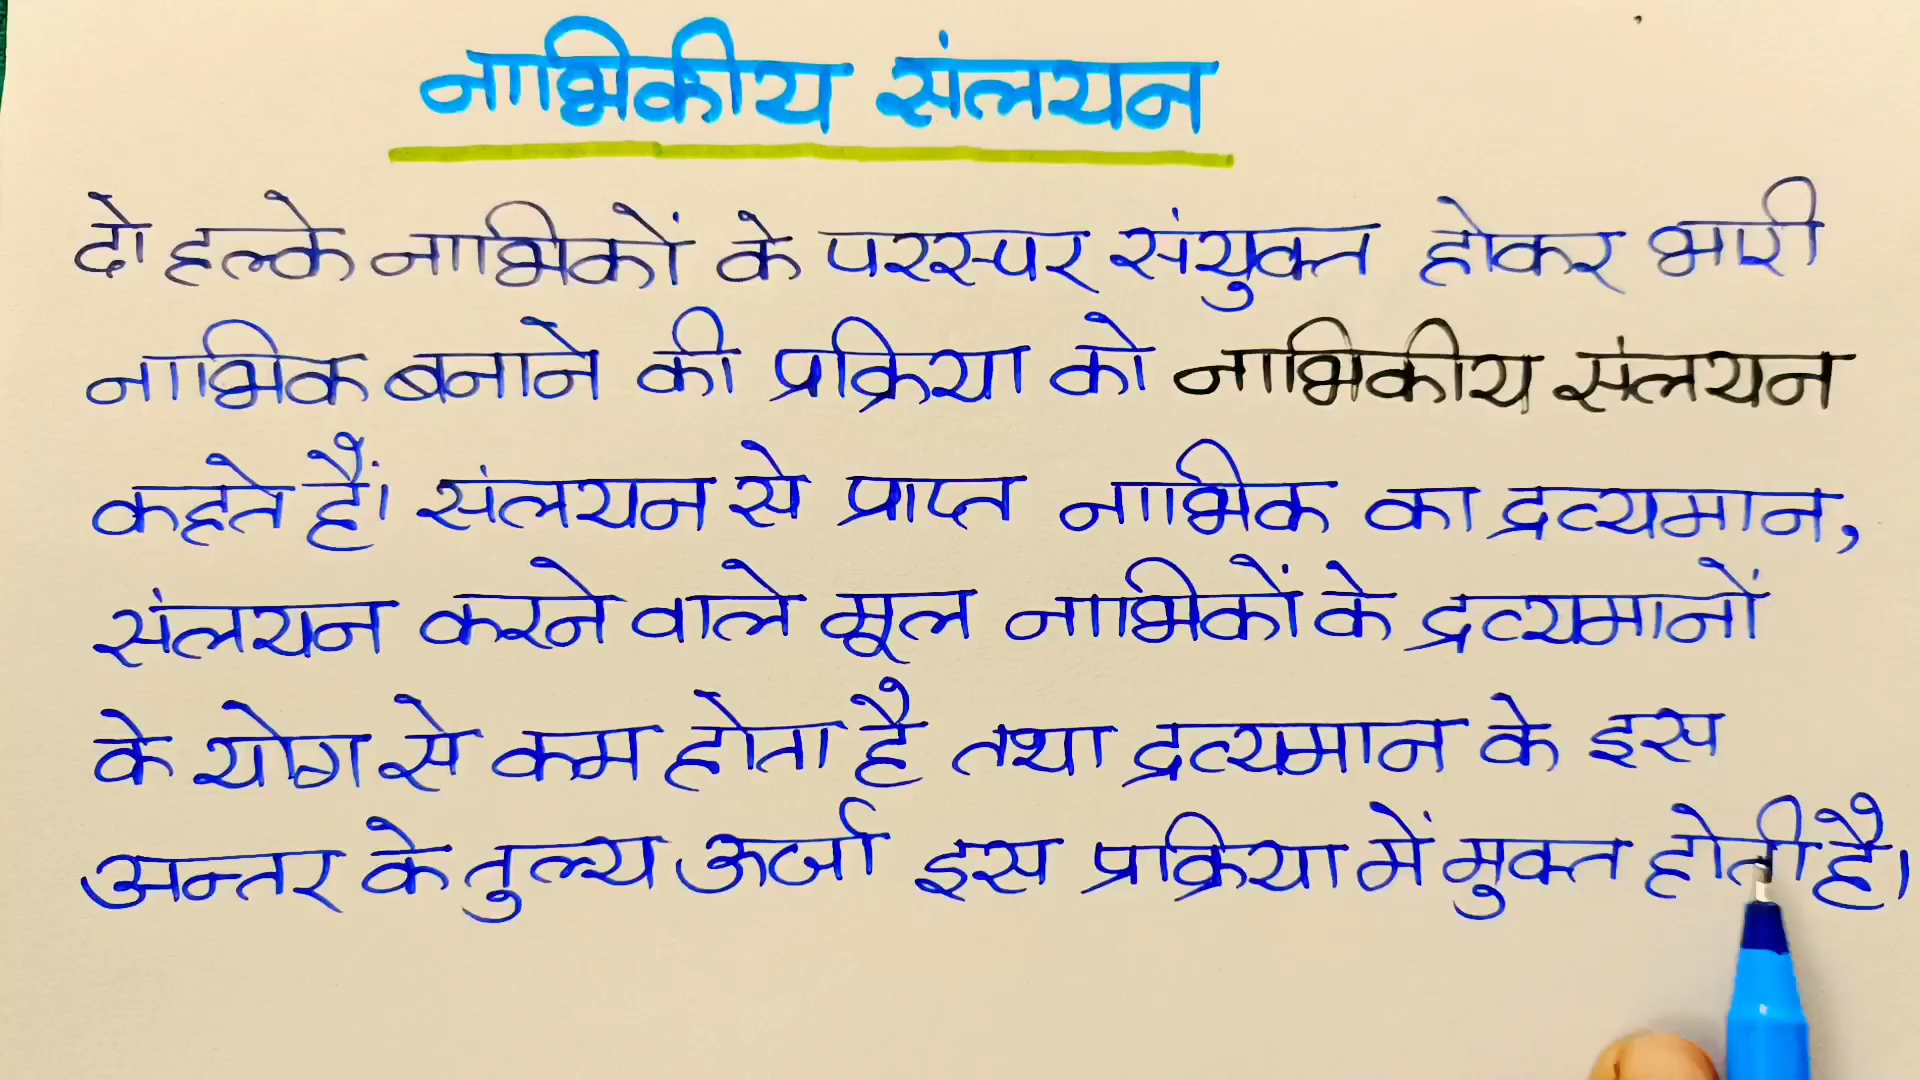 नाभिकीय संलयन
दो हल्के नाभिकों के परस्पर संयुक्त होकर भारी
नाभिक बनाने की प्रक्रिया को नाभिकीय संलयन
कहते हैं। संलयन से प्राप्त नाभिक का द्रव्यमान,
संलयन करने वाले मूल नाभिकों के द्रव्यमानों
के योग से कम होता है तथा द्रव्यमान के इस
अन्तर के तुल्य ऊर्जा इस प्रक्रिया में मुक्त होती है।